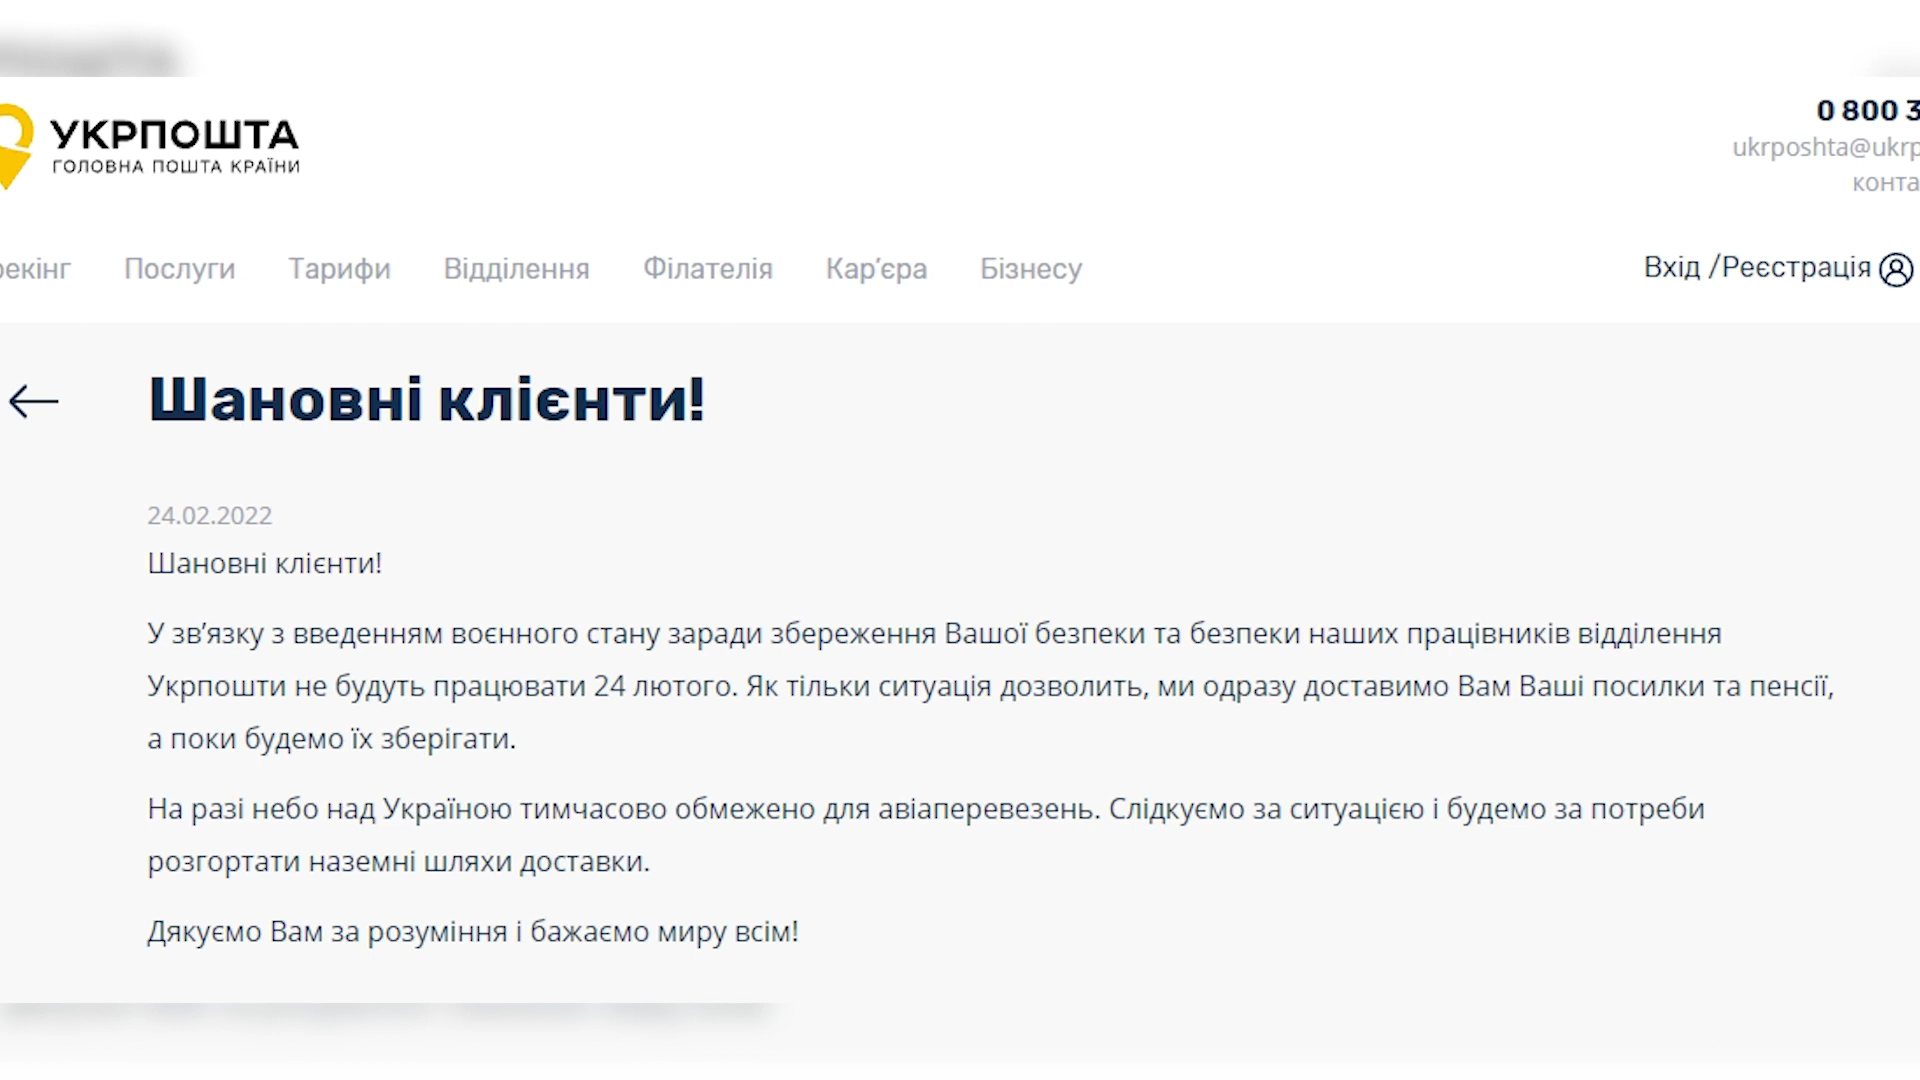 УКРПОШТА
ГОЛОВНА ПОШТА КРАЇНИ
0 800 3
ukrposhta@ukrp
конта
рекінг Послуги Тарифи Відділення Філателія Кар’єра Бізнесу Вхід /Реєстрація
Шановні клієнти!
24.02.2022
Шановні клієнти!
У зв’язку з введенням воєнного стану заради збереження Вашої безпеки та безпеки наших працівників відділення
Укрпошти не будуть працювати 24 лютого. Як тільки ситуація дозволить, ми одразу доставимо Вам Ваші посилки та пенсії,
а поки будемо їх зберігати.
На разі небо над Україною тимчасово обмежено для авіаперевезень. Слідкуємо за ситуацією і будемо за потреби
розгортати наземні шляхи доставки.
Дякуємо Вам за розуміння і бажаємо миру всім!